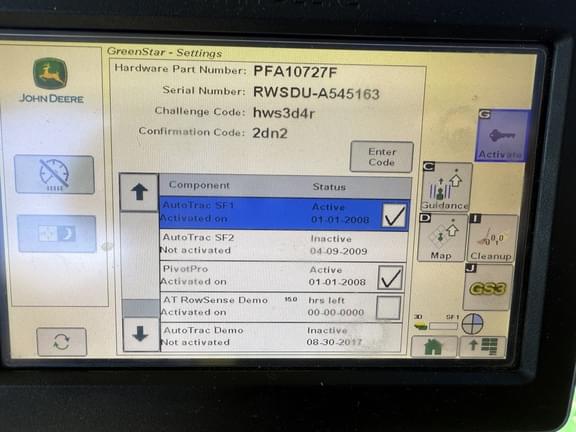 GreenStar - Settings
JOHN DEERE
Hardware Part Number: PFA10727F
Serial Number: RWSDU-A545163
Challenge Code: hws3d4r
Confirmation Code: 2dn2
Enter Code
Component Status
AutoTrac SF1 Active
Activated on 01-01-2008
AutoTrac SF2 Inactive
Not activated 04-09-2009
PivotPro Active
Activated on 01-01-2008
AT RowSense Demo 15.0 hrs left
Activated on 00-00-0000
AutoTrac Demo Inactive
Not activated 08-30-2017
G
Activate
C
Guidance
D
Map
I
Cleanup
J
GS3
3D SF1